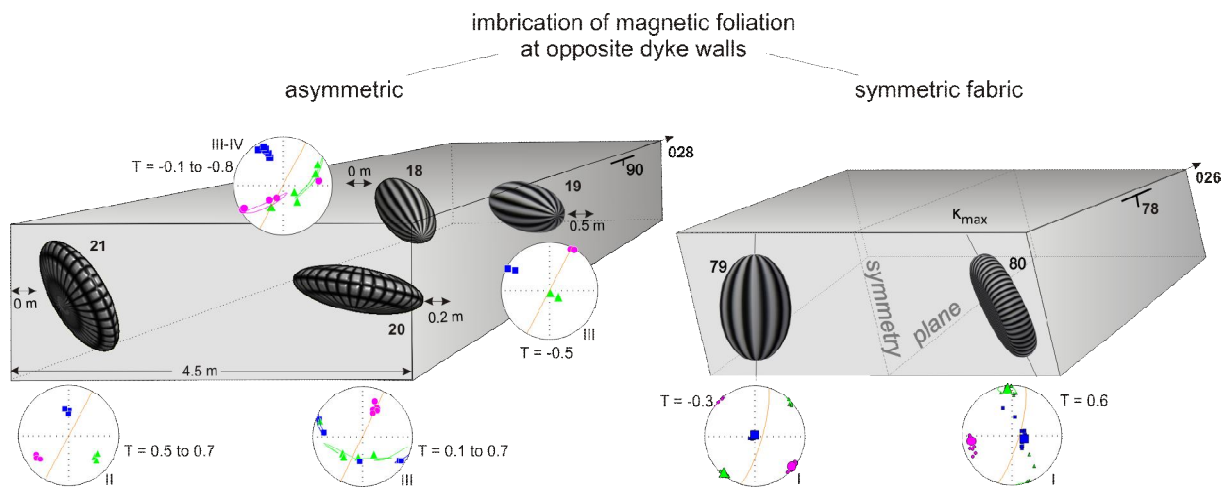 imbrication of magnetic foliation
at opposite dyke walls
asymmetric
symmetric fabric
III-IV
T = -0.1 to -0.8
0 m
18
19
0.5 m
90
028
21
0 m
20
0.2 m
4.5 m
III
T = -0.5
T = 0.5 to 0.7
II
T = 0.1 to 0.7
III
026
78
Kmax
79
80
symmetry
plane
T = -0.3
I
T = 0.6
I